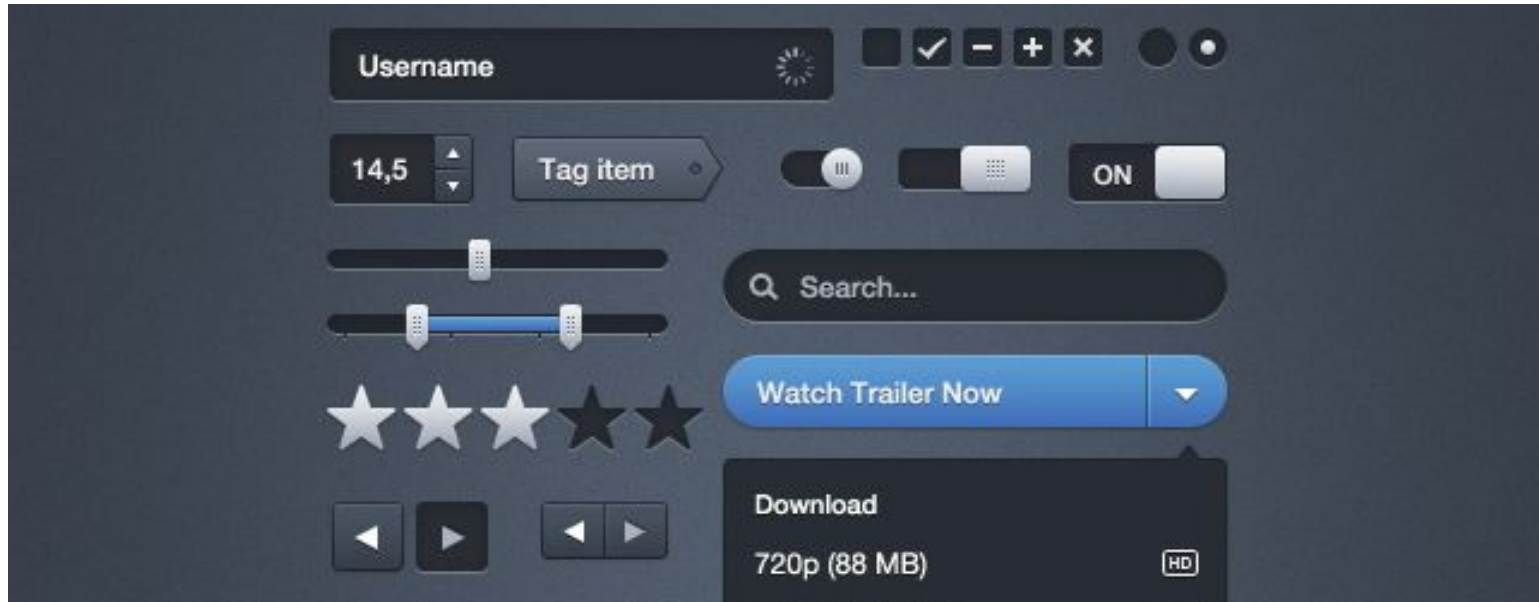 Username
14,5
Tag item
ON
Search...
Watch Trailer Now
Download
720p (88 MB)
HD